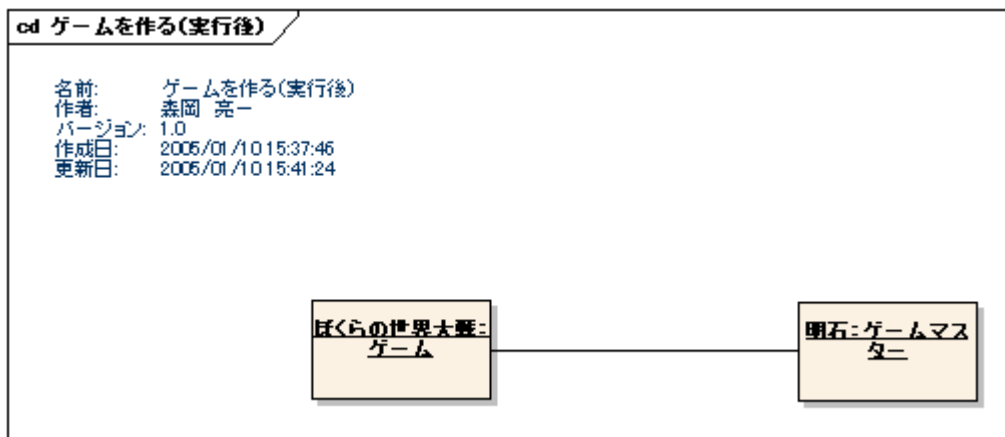 cd ゲームを作る(実行後)
名前: ゲームを作る(実行後)
作者: 森岡 亮一
バージョン: 1.0
作成日: 2005/01/10 15:37:46
更新日: 2005/01/10 15:41:24
ぼくらの世界大戦:
ゲーム
明石:ゲームマス
ター